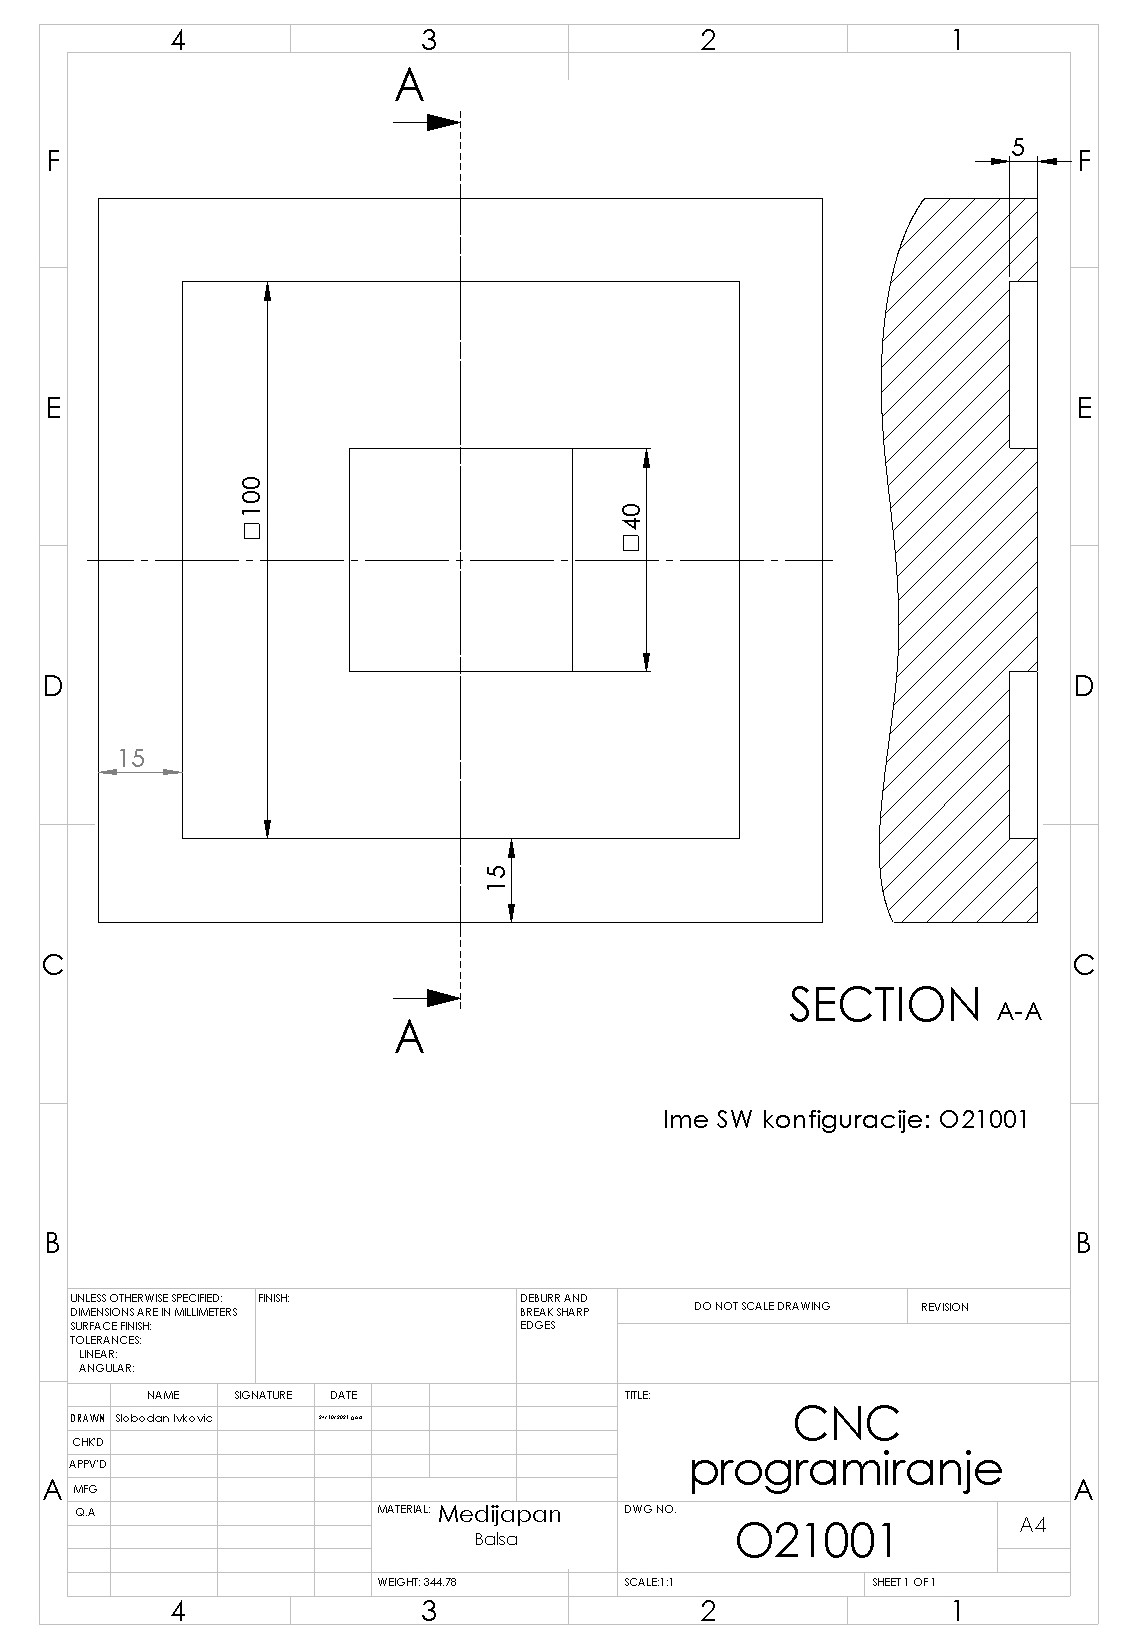 4 3 2 1
A
F 5 F
E E
□100
□40
D D
15
15
C C
SECTION A-A
A
Ime SW konfiguracije: O21001
B B
UNLESS OTHERWISE SPECIFIED:
DIMENSIONS ARE IN MILLIMETERS
SURFACE FINISH:
TOLERANCES:
LINEAR:
ANGULAR:
FINISH:
DEBURR AND
BREAK SHARP
EDGES
DO NOT SCALE DRAWING
REVISION
NAME SIGNATURE DATE
DRAWN Slobodan Ivkovic
CHK'D
APPV'D
MFG
Q.A
TITLE:
CNC
programiranje
A A
MATERIAL: Medijapan
Balsa
DWG NO.
O21001
A4
WEIGHT: 344.78
SCALE:1:1
SHEET 1 OF 1
4 3 2 1